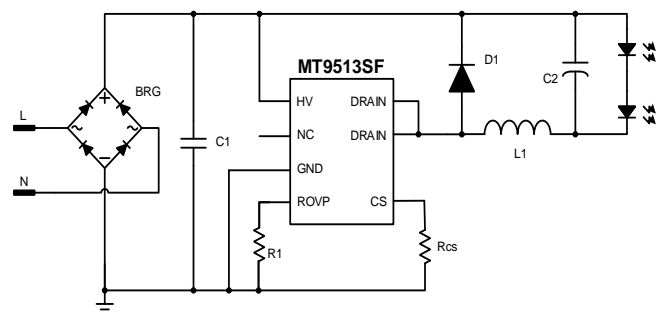 MT9513SF
L
N
BRG
+
~
~
−
C1
HV
NC
GND
ROVP
DRAIN
DRAIN
CS
D1
C2
L1
R1
Rcs